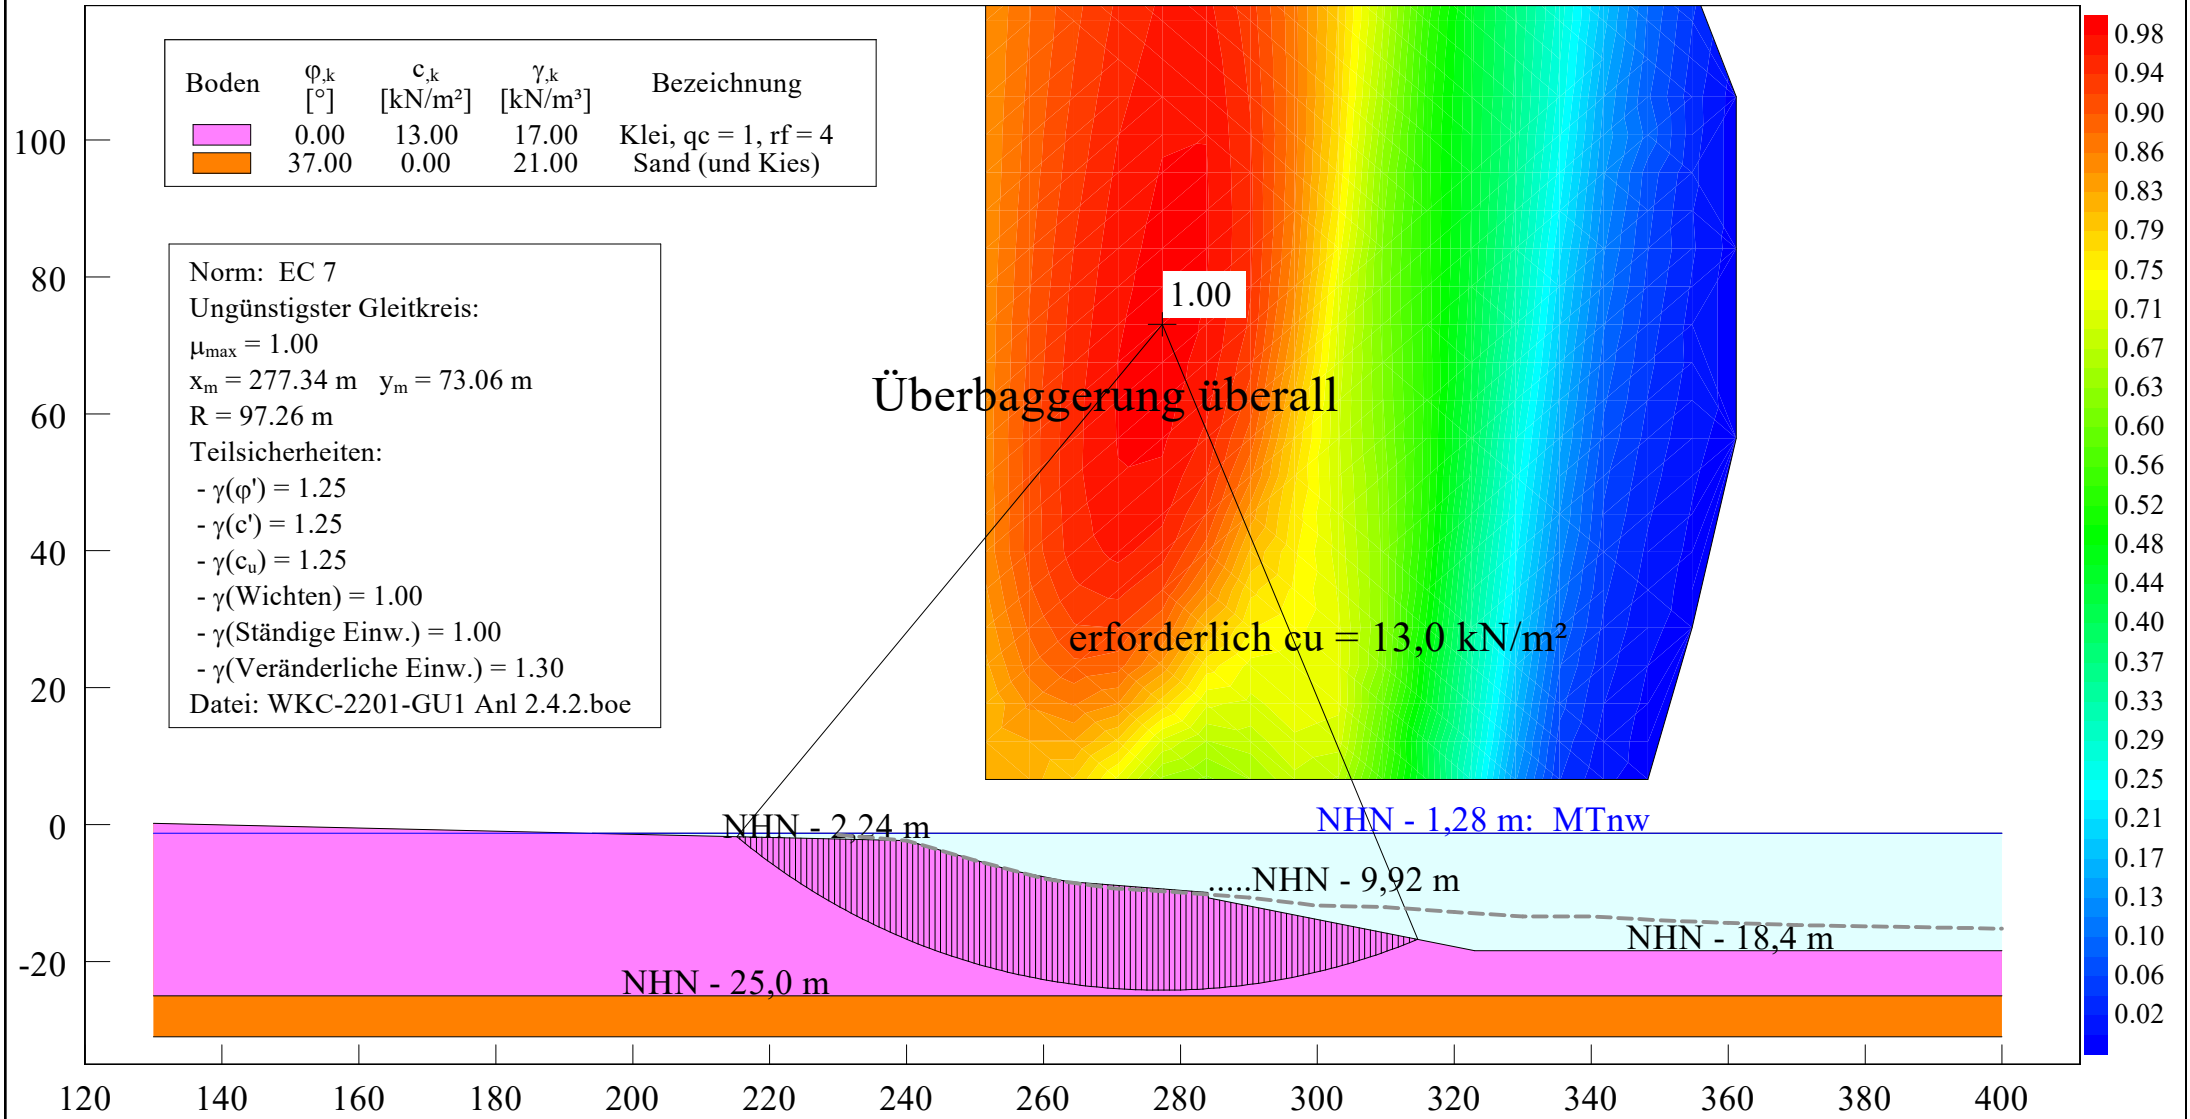 Boden φ,k c,k γ,k Bezeichnung
[°] [kN/m²] [kN/m³]
0.00 13.00 17.00 Klei, qc = 1, rf = 4
37.00 0.00 21.00 Sand (und Kies)
Norm: EC 7
Ungünstigster Gleitkreis:
μmax = 1.00
xm = 277.34 m ym = 73.06 m
R = 97.26 m
Teilsicherheiten:
- γ(φ') = 1.25
- γ(c') = 1.25
- γ(cu) = 1.25
- γ(Wichten) = 1.00
- γ(Ständige Einw.) = 1.00
- γ(Veränderliche Einw.) = 1.30
Datei: WKC-2201-GU1 Anl 2.4.2.boe
1.00
Überbaggerung überall
erforderlich cu = 13,0 kN/m²
NHN - 2,24 m
NHN - 1,28 m: MTnw
.....NHN - 9,92 m
NHN - 18,4 m
NHN - 25,0 m
100
80
60
40
20
0
-20
120 140 160 180 200 220 240 260 280 300 320 340 360 380 400
0.98
0.94
0.90
0.86
0.83
0.79
0.75
0.71
0.67
0.63
0.60
0.56
0.52
0.48
0.44
0.40
0.37
0.33
0.29
0.25
0.21
0.17
0.13
0.10
0.06
0.02